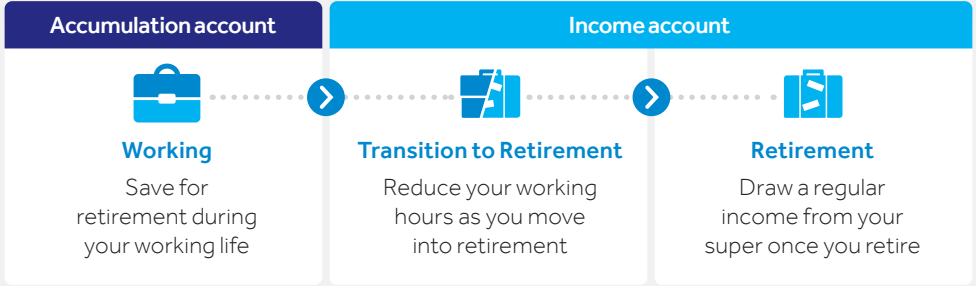 Accumulation account
Income account
Working
Save for
retirement during
your working life
Transition to Retirement
Reduce your working
hours as you move
into retirement
Retirement
Draw a regular
income from your
super once you retire